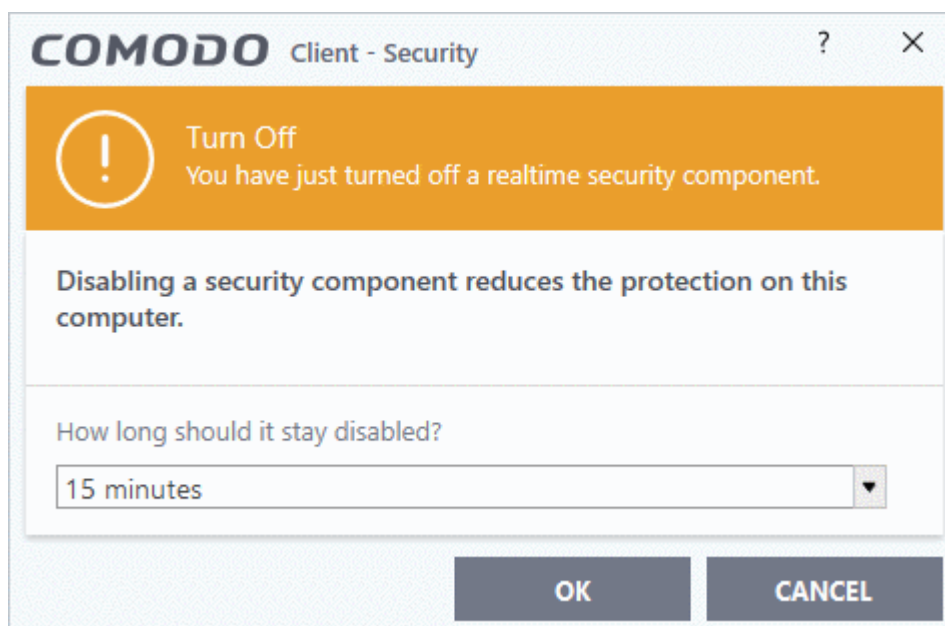 COMODO Client - Security ? X
Turn Off
You have just turned off a realtime security component.
Disabling a security component reduces the protection on this
computer.
How long should it stay disabled?
15 minutes
OK CANCEL